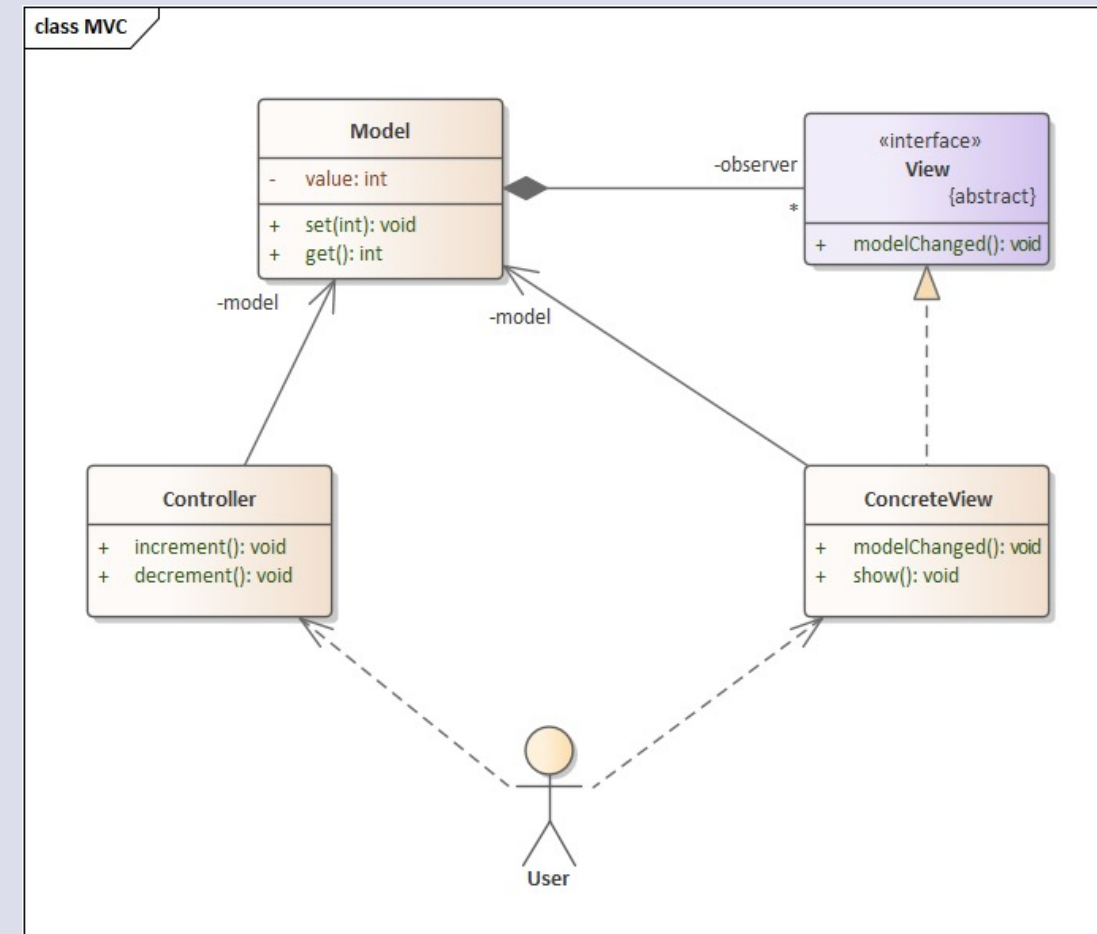 class MVC
Model
- value: int
+ set(int): void
+ get(): int
-observer
*
«interface»
View
{abstract}
+ modelChanged(): void
-model
-model
Controller
+ increment(): void
+ decrement(): void
ConcreteView
+ modelChanged(): void
+ show(): void
User